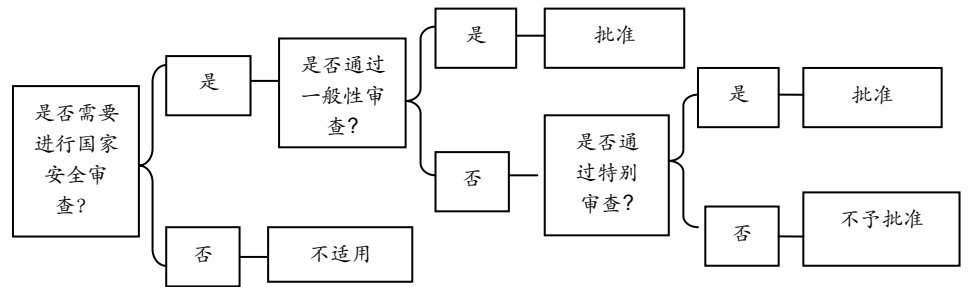 是否需要
进行国家
安全审
查?
是
是否通过
一般性审
查?
是
批准
否
是否通
过特别
审查?
是
批准
否
不予批准
否
不适用